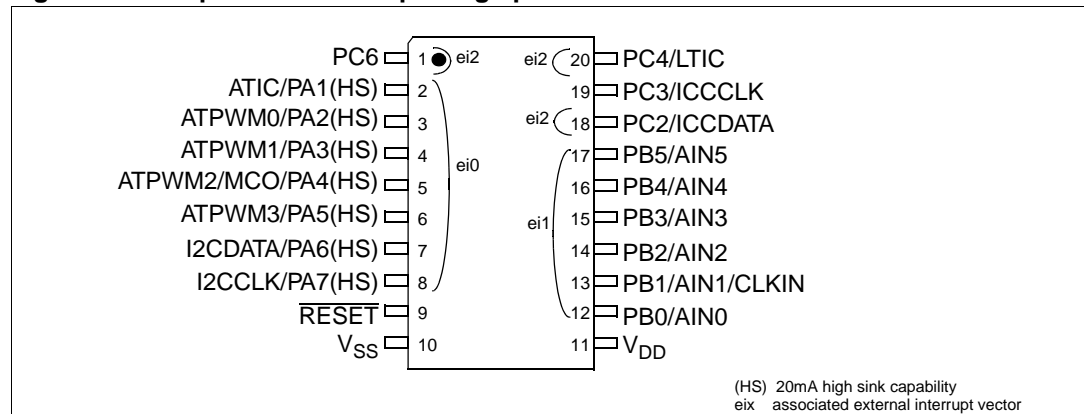 PC6 1 ei2 ei2 20 PC4/LTIC
ATIC/PA1(HS) 2 19 PC3/ICCCLK
ATPWM0/PA2(HS) 3 ei2 18 PC2/ICCDATA
ATPWM1/PA3(HS) 4 ei0 17 PB5/AIN5
ATPWM2/MCO/PA4(HS) 5 16 PB4/AIN4
ATPWM3/PA5(HS) 6 ei1 15 PB3/AIN3
I2CDATA/PA6(HS) 7 14 PB2/AIN2
I2CCLK/PA7(HS) 8 13 PB1/AIN1/CLKIN
RESET 9 12 PB0/AIN0
VSS 10 11 VDD
(HS) 20mA high sink capability
eix associated external interrupt vector